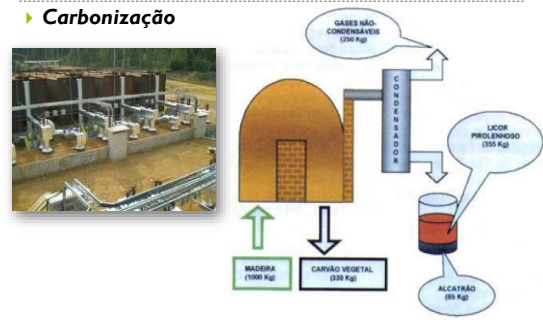 Carbonização
GASES NÃO-
CONDENSÁVEIS
(250 Kg)
CONDENSADOR
LICOR
PIROLENHOSO
(355 Kg)
MADEIRA
(1000 Kg)
CARVÃO VEGETAL
(330 Kg)
ALCATRÃO
(65 Kg)